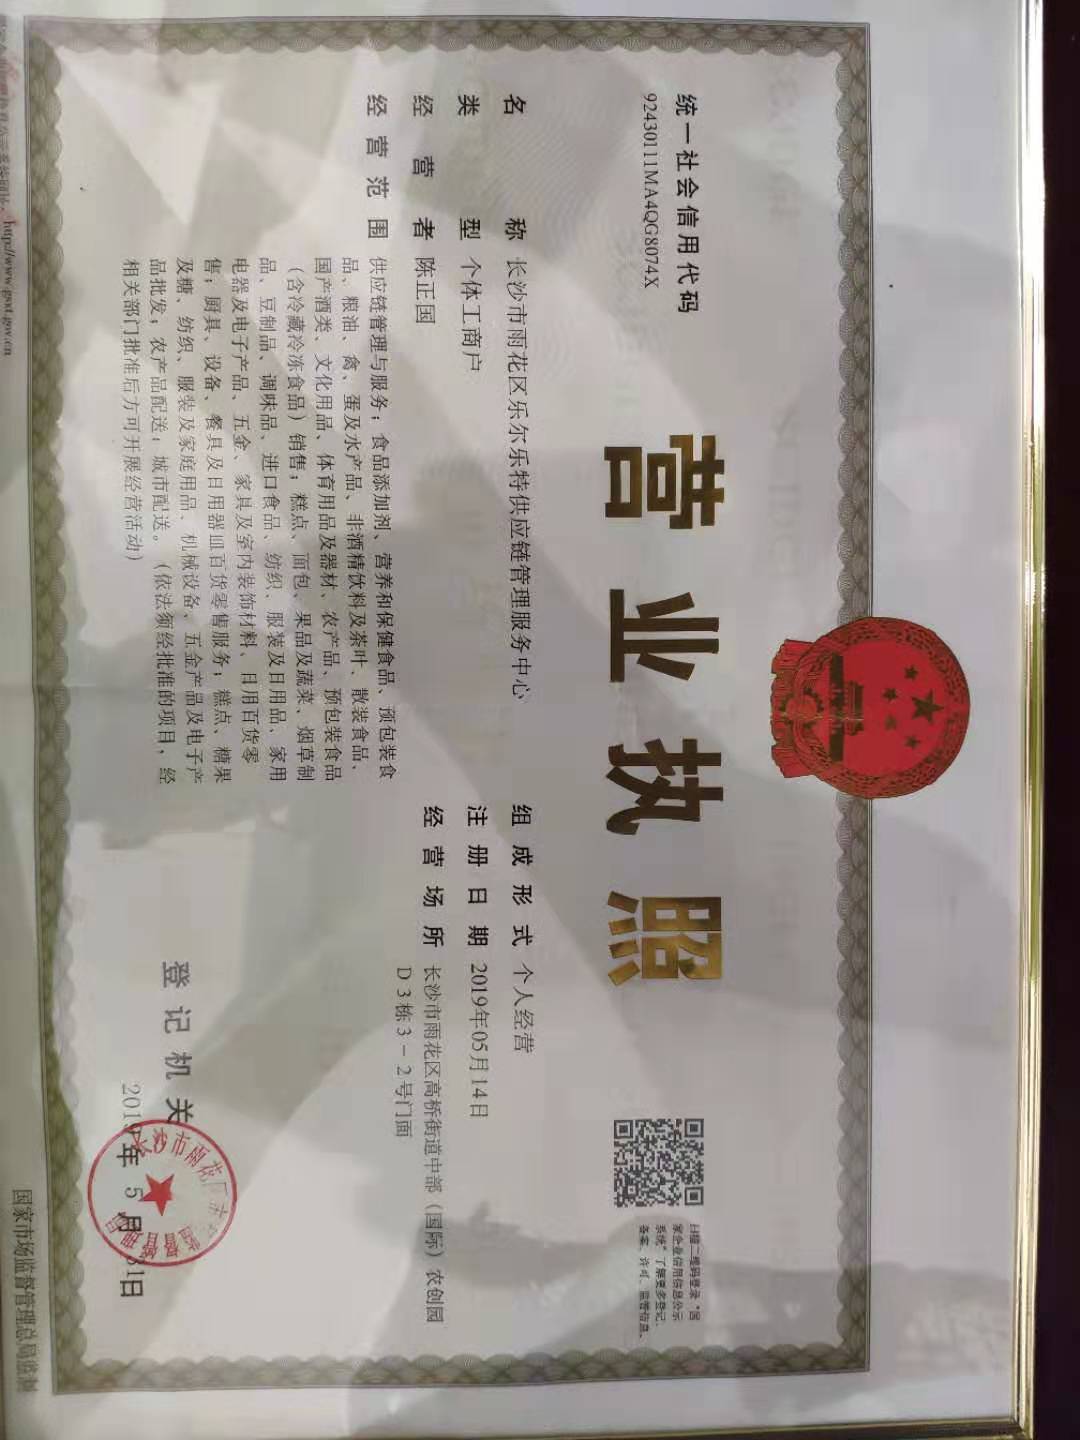 统一社会信用代码
92430111MA4QG8074X
营业执照
扫描二维码登录“国
家企业信用信息公示
系统”了解更多登记、
备案、许可、监管信息。
名称 长沙市雨花区乐尔乐特供应链管理服务中心
类型 个体工商户
经营者 陈正国
经营范围 供应链管理与服务；食品添加剂、营养和保健食品、预包装食
品、粮油、禽、蛋及水产品、非酒精饮料及茶叶、散装食品、
国产酒类、文化用品、体育用品及器材、农产品、预包装食品
（含冷藏冷冻食品）销售；糕点、面包、果品及蔬菜、烟草制
品、豆制品、调味品、进口食品、纺织、服装及日用品、家用
电器及电子产品、五金、家具及室内装饰材料、日用百货零
售；厨具、设备、餐具及日用器皿百货零售服务；糕点、糖果
及糖、纺织、服装及家庭用品、机械设备、五金产品及电子产
品批发；农产品配送；城市配送。（依法须经批准的项目，经
相关部门批准后方可开展经营活动）
组成形式 个人经营
注册日期 2019年05月14日
经营场所 长沙市雨花区高桥街道中部（国际）农创园
D3栋3-2号门面
登记机关
2019年5月31日
长沙市雨花区 监督管理局
http://www.gsxt.gov.cn
国家市场监督管理总局监制